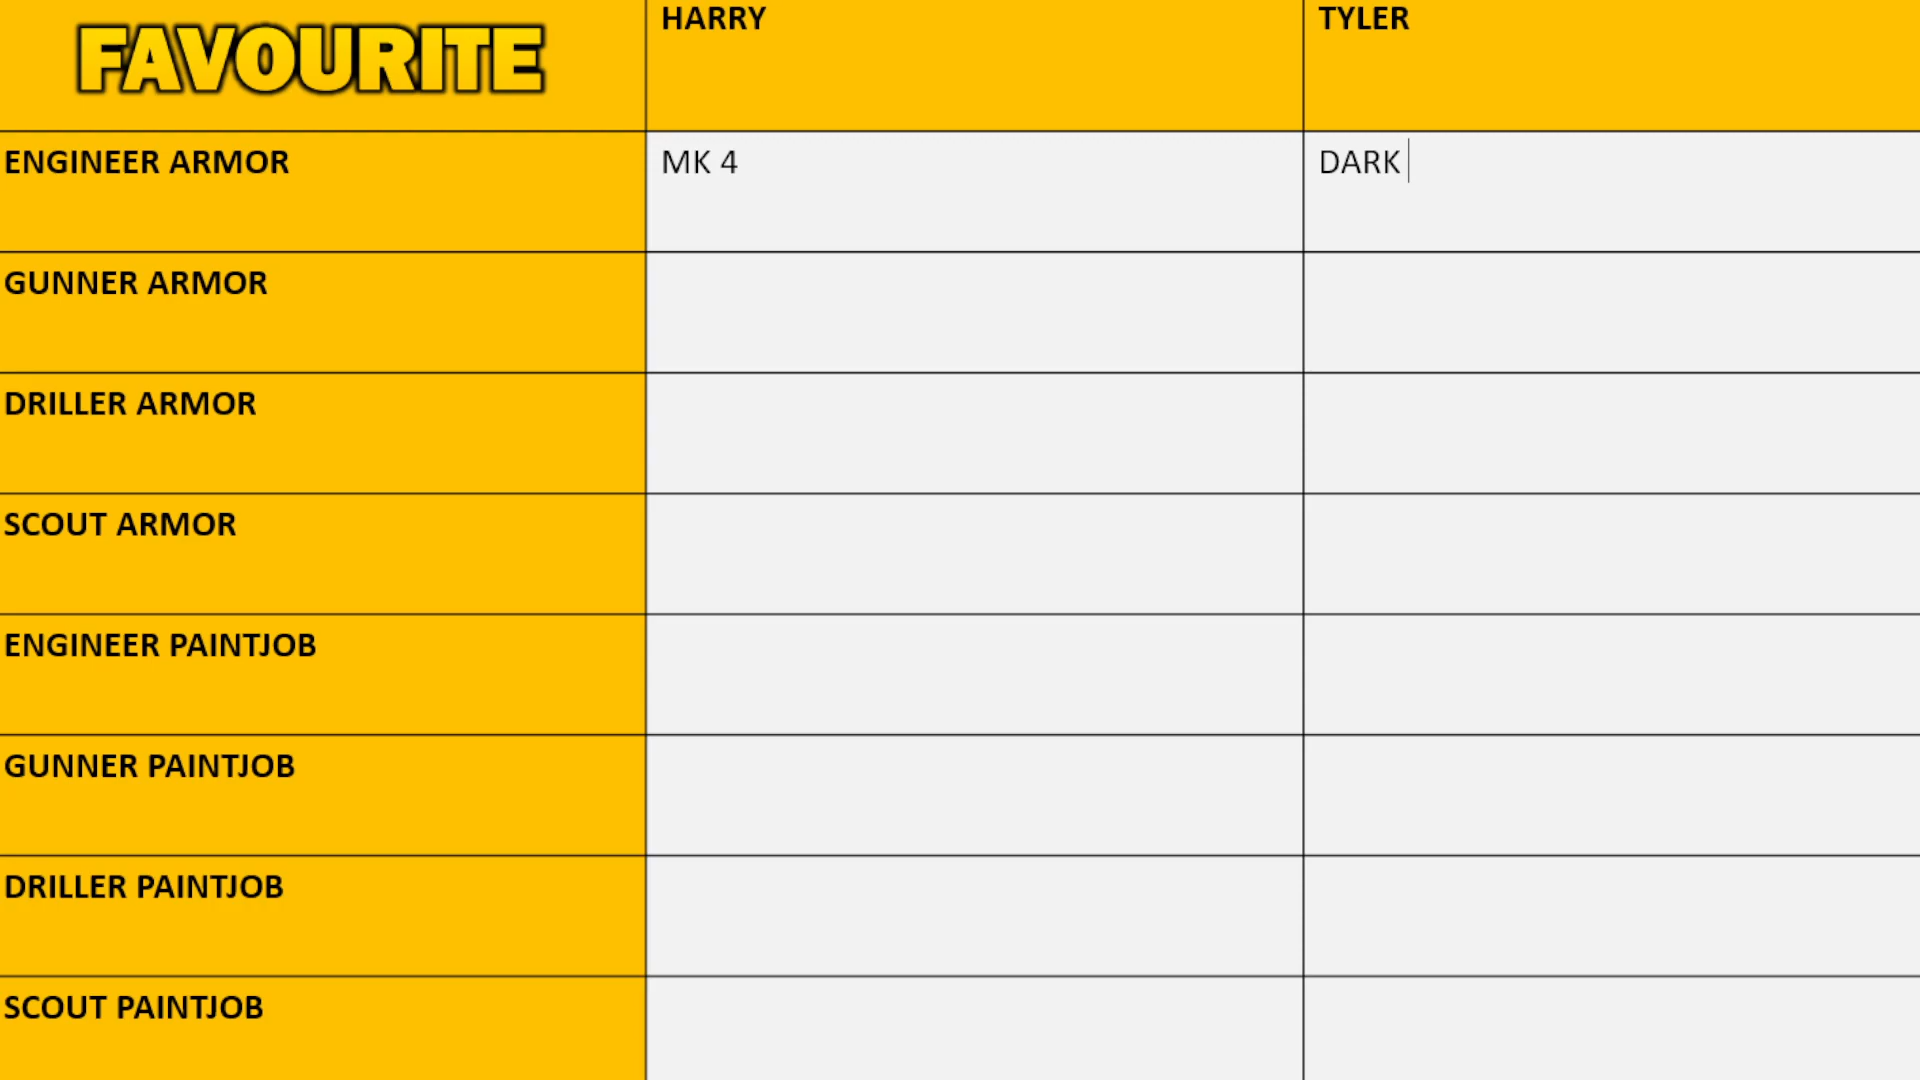 FAVOURITE
HARRY
TYLER
ENGINEER ARMOR
MK 4
DARK
GUNNER ARMOR
DRILLER ARMOR
SCOUT ARMOR
ENGINEER PAINTJOB
GUNNER PAINTJOB
DRILLER PAINTJOB
SCOUT PAINTJOB